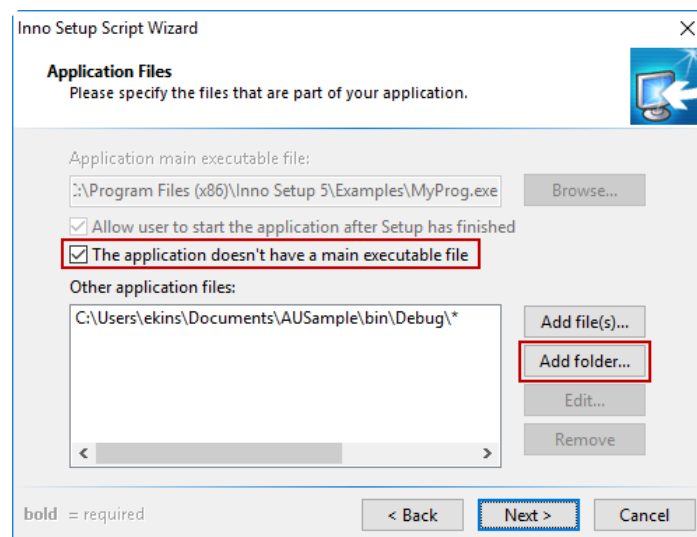 Inno Setup Script Wizard
Application Files
Please specify the files that are part of your application.
Application main executable file:
:\Program Files (x86)\Inno Setup 5\Examples\MyProg.exe
Browse...
Allow user to start the application after Setup has finished
The application doesn't have a main executable file
Other application files:
C:\Users\ekins\Documents\AUSample\bin\Debug\*
Add file(s)...
Add folder...
Edit...
Remove
bold = required
< Back
Next >
Cancel